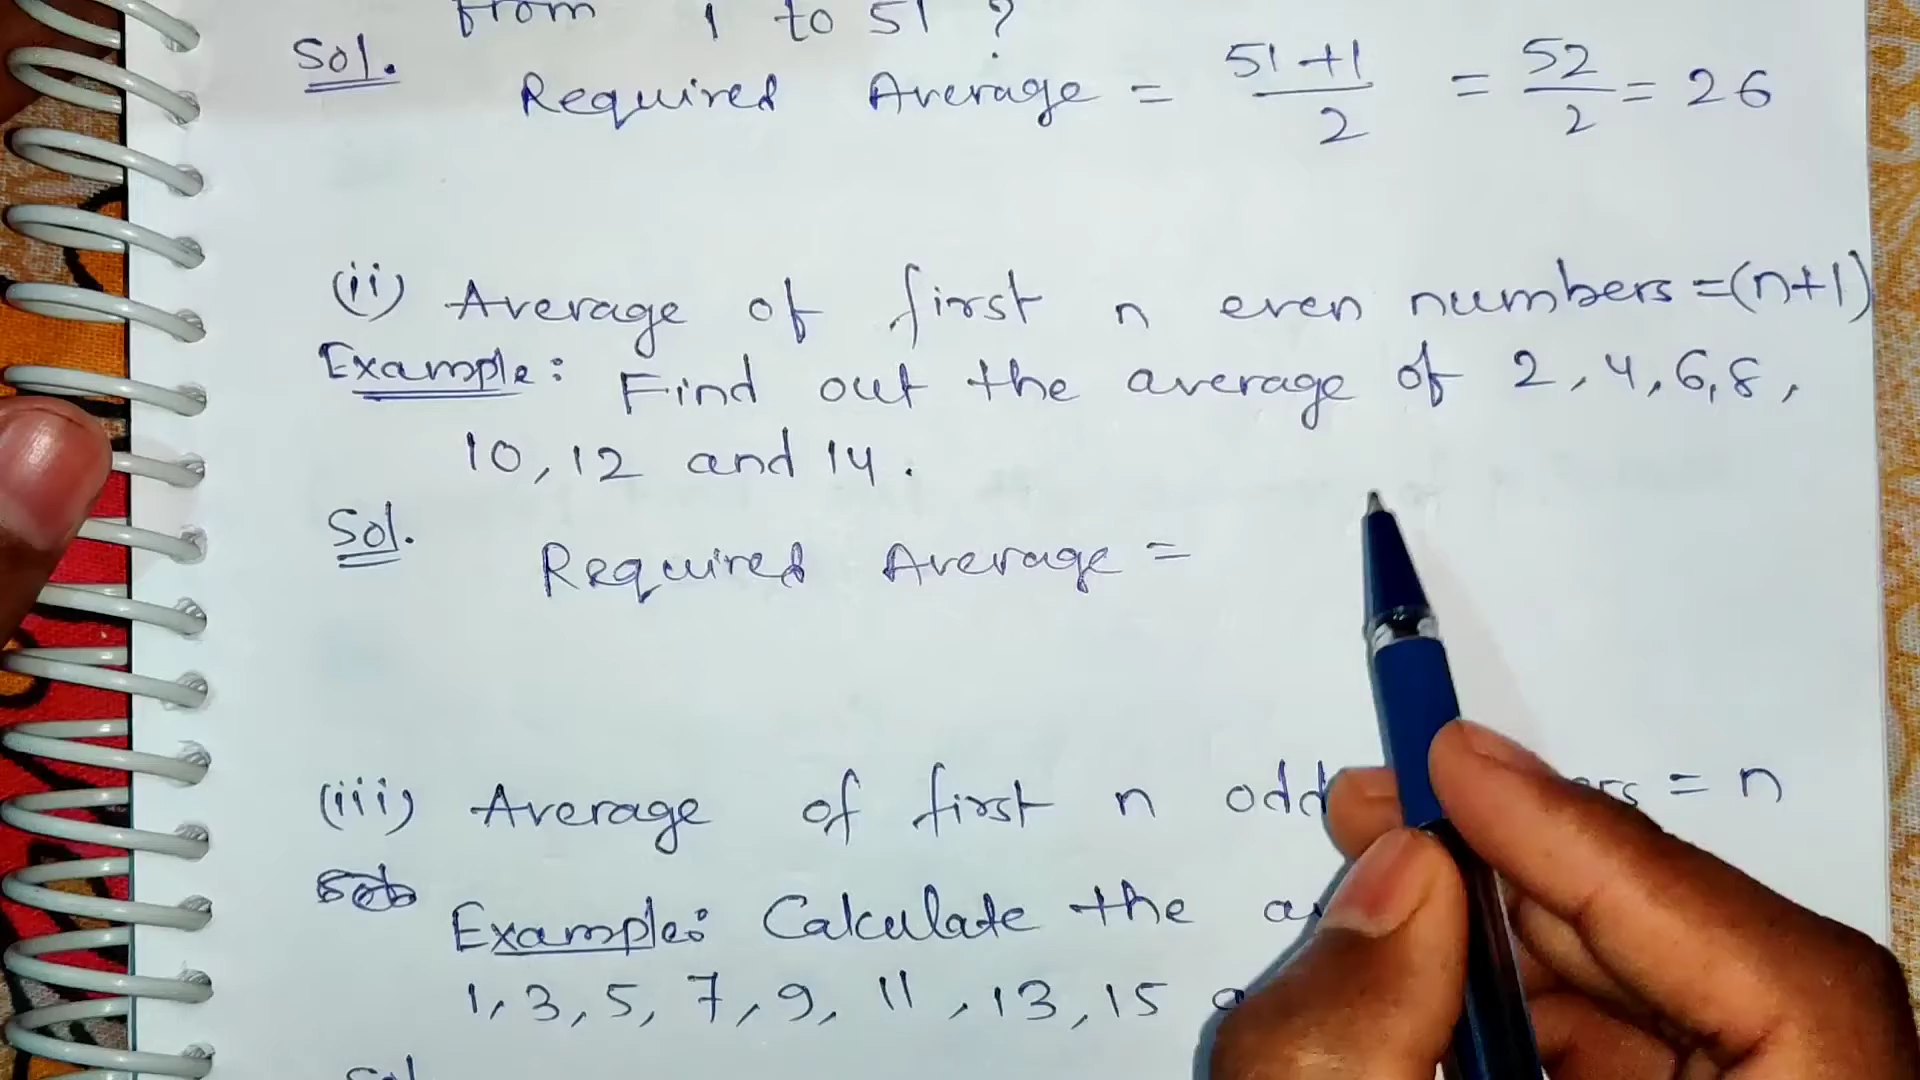 from 1 to 51 ?
Sol.
Required Average = 51+1/2 = 52/2 = 26
(ii) Average of first n even numbers =(n+1)
Example: Find out the average of 2, 4, 6, 8,
10, 12 and 14.
Sol.
Required Average =
(iii) Average of first n odd = n
Example: Calculate the
1, 3, 5, 7, 9, 11, 13, 15
Sol